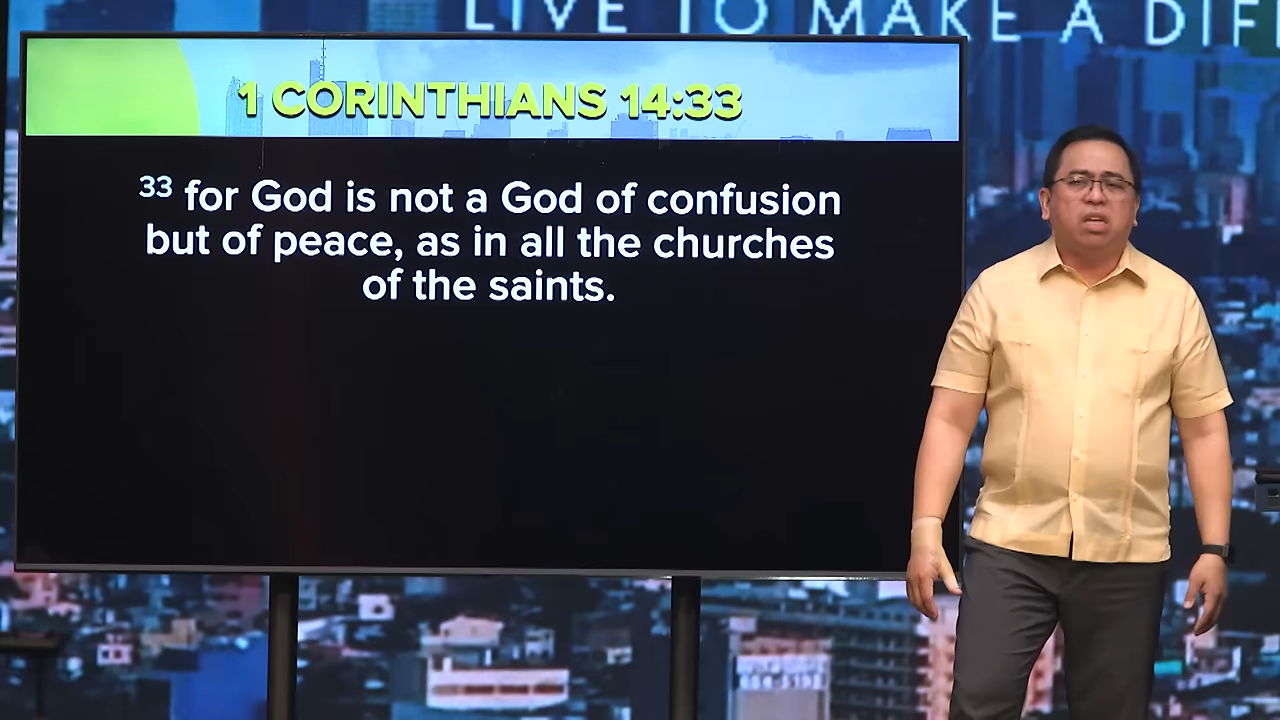 LIVE TO MAKE A DIF
1 CORINTHIANS 14:33
33 for God is not a God of confusion
but of peace, as in all the churches
of the saints.